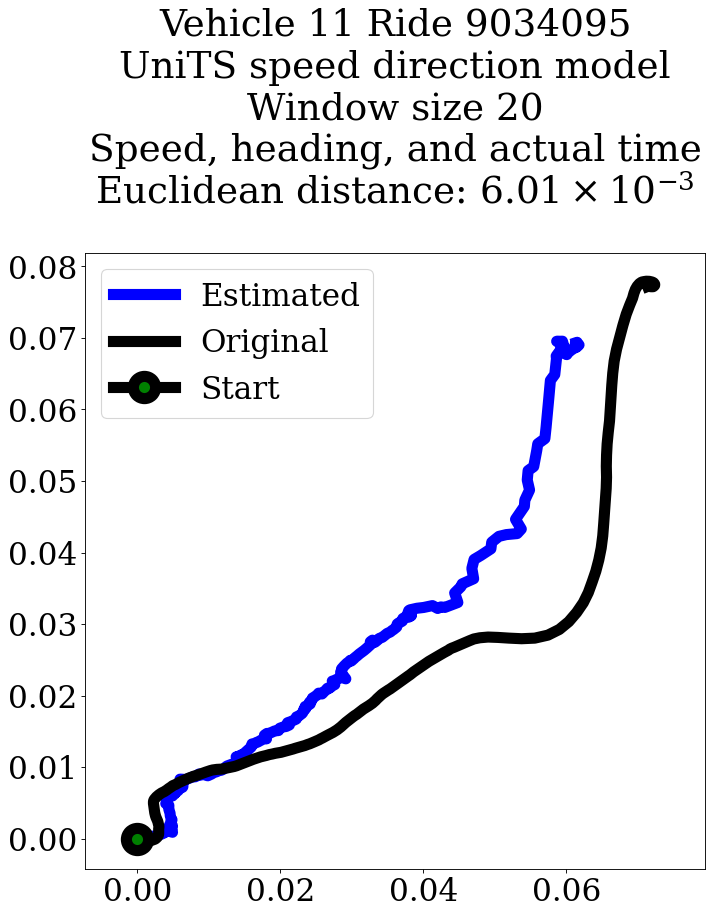 Vehicle 11 Ride 9034095
UniTS speed direction model
Window size 20
Speed, heading, and actual time
Euclidean distance: 6.01 × 10⁻³
Estimated
Original
Start
0.08
0.07
0.06
0.05
0.04
0.03
0.02
0.01
0.00
0.00 0.02 0.04 0.06